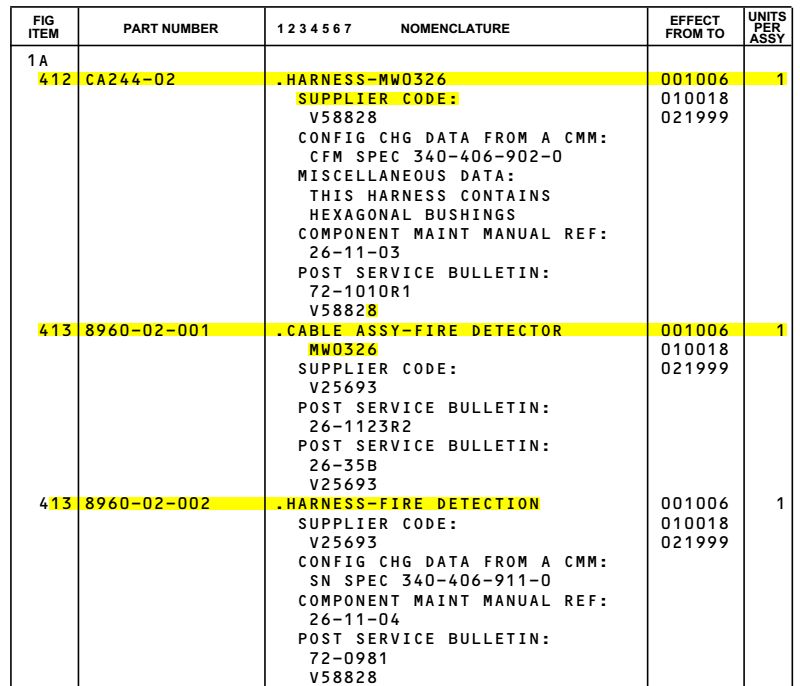 FIG ITEM PART NUMBER 1 2 3 4 5 6 7 NOMENCLATURE EFFECT FROM TO UNITS PER ASSY
1A
412 CA244-02 .HARNESS-MW0326 001006 1
SUPPLIER CODE: 010018
V58828 021999
CONFIG CHG DATA FROM A CMM:
CFM SPEC 340-406-902-0
MISCELLANEOUS DATA:
THIS HARNESS CONTAINS
HEXAGONAL BUSHINGS
COMPONENT MAINT MANUAL REF:
26-11-03
POST SERVICE BULLETIN:
72-1010R1
V58828
413 8960-02-001 .CABLE ASSY-FIRE DETECTOR 001006 1
MW0326 010018
SUPPLIER CODE: 021999
V25693
POST SERVICE BULLETIN:
26-1123R2
POST SERVICE BULLETIN:
26-35B
V25693
413 8960-02-002 .HARNESS-FIRE DETECTION 001006 1
SUPPLIER CODE: 010018
V25693 021999
CONFIG CHG DATA FROM A CMM:
SN SPEC 340-406-911-0
COMPONENT MAINT MANUAL REF:
26-11-04
POST SERVICE BULLETIN:
72-0981
V58828